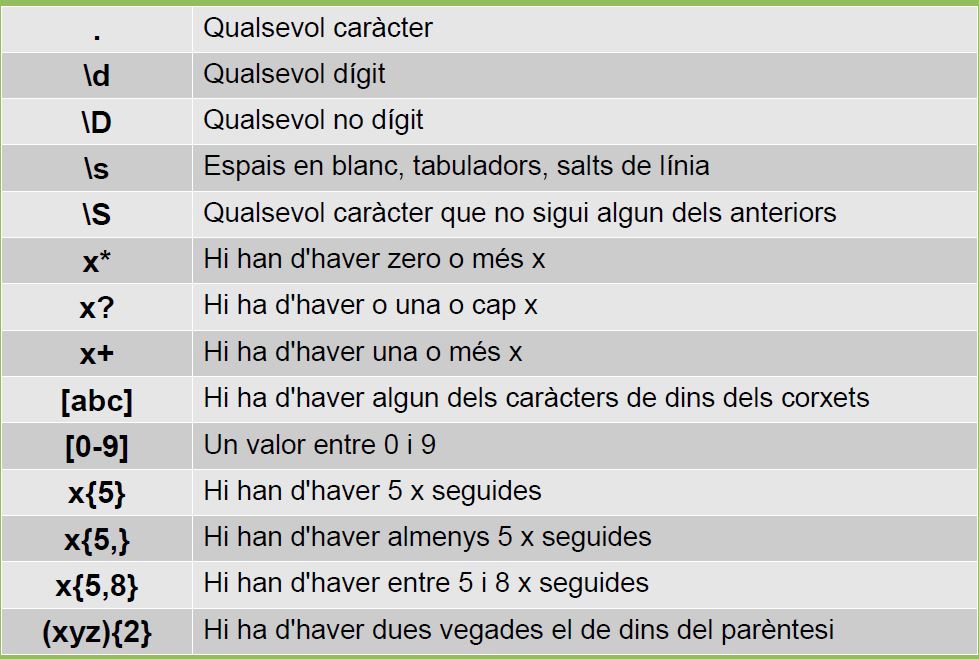 . Qualsevol caràcter
\d Qualsevol dígit
\D Qualsevol no dígit
\s Espais en blanc, tabuladors, salts de línia
\S Qualsevol caràcter que no sigui algun dels anteriors
x* Hi han d'haver zero o més x
x? Hi ha d'haver o una o cap x
x+ Hi ha d'haver una o més x
[abc] Hi ha d'haver algun dels caràcters de dins dels corxets
[0-9] Un valor entre 0 i 9
x{5} Hi han d'haver 5 x seguides
x{5,} Hi han d'haver almenys 5 x seguides
x{5,8} Hi han d'haver entre 5 i 8 x seguides
(xyz){2} Hi ha d'haver dues vegades el de dins del parèntesi